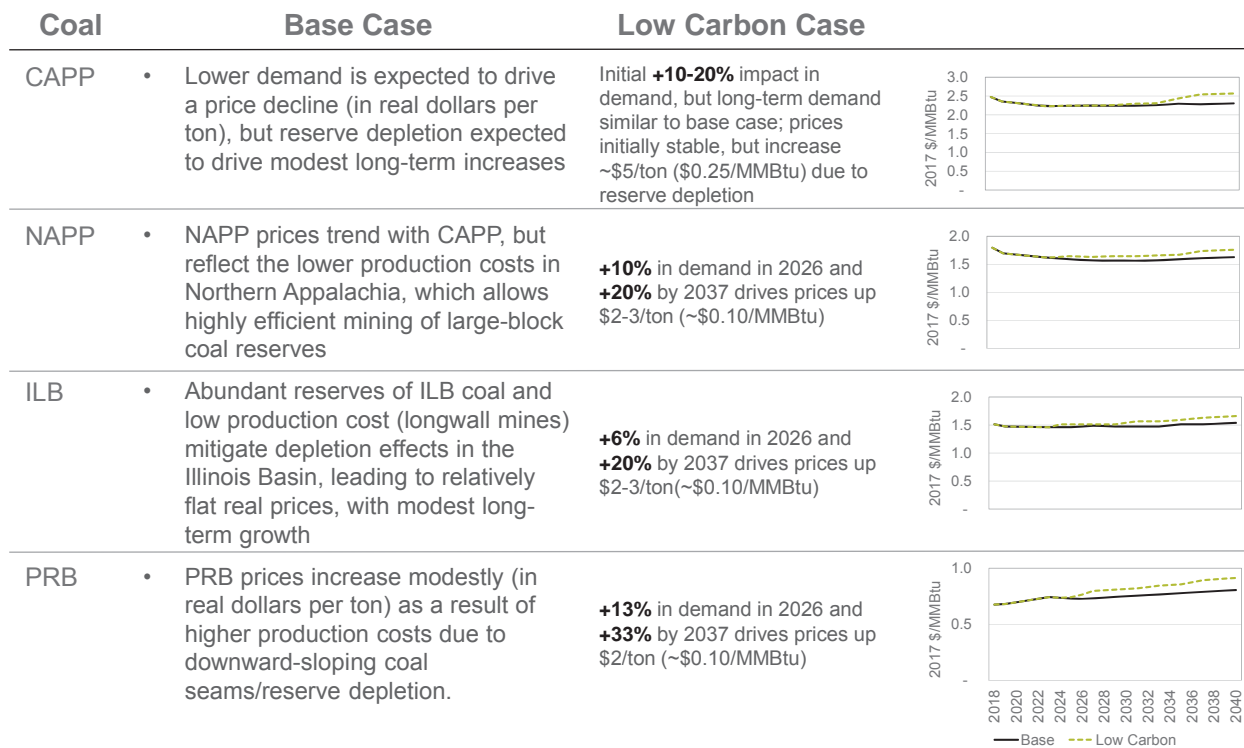 Coal Base Case Low Carbon Case
CAPP
• Lower demand is expected to drive
a price decline (in real dollars per
ton), but reserve depletion expected
to drive modest long-term increases
Initial +10-20% impact in
demand, but long-term demand
similar to base case; prices
initially stable, but increase
~$5/ton ($0.25/MMBtu) due to
reserve depletion
2017 $/MMBtu
3.0
2.5
2.0
1.5
1.0
0.5
-
NAPP
• NAPP prices trend with CAPP, but
reflect the lower production costs in
Northern Appalachia, which allows
highly efficient mining of large-block
coal reserves
+10% in demand in 2026 and
+20% by 2037 drives prices up
$2-3/ton (~$0.10/MMBtu)
2017 $/MMBtu
2.0
1.5
1.0
0.5
-
ILB
• Abundant reserves of ILB coal and
low production cost (longwall mines)
mitigate depletion effects in the
Illinois Basin, leading to relatively
flat real prices, with modest long-
term growth
+6% in demand in 2026 and
+20% by 2037 drives prices up
$2-3/ton(~$0.10/MMBtu)
2017 $/MMBtu
2.0
1.5
1.0
0.5
-
PRB
• PRB prices increase modestly (in
real dollars per ton) as a result of
higher production costs due to
downward-sloping coal
seams/reserve depletion.
+13% in demand in 2026 and
+33% by 2037 drives prices up
$2/ton (~$0.10/MMBtu)
2017 $/MMBtu
1.0
0.5
-
2018 2020 2022 2024 2026 2028 2030 2032 2034 2036 2038 2040
Base Low Carbon